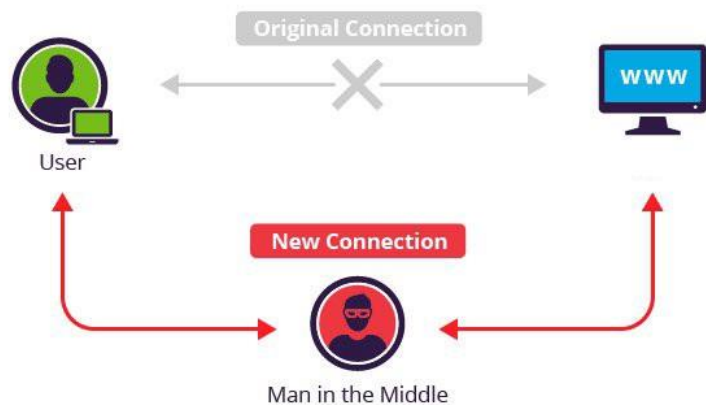 Original Connection
www
User
New Connection
Man in the Middle